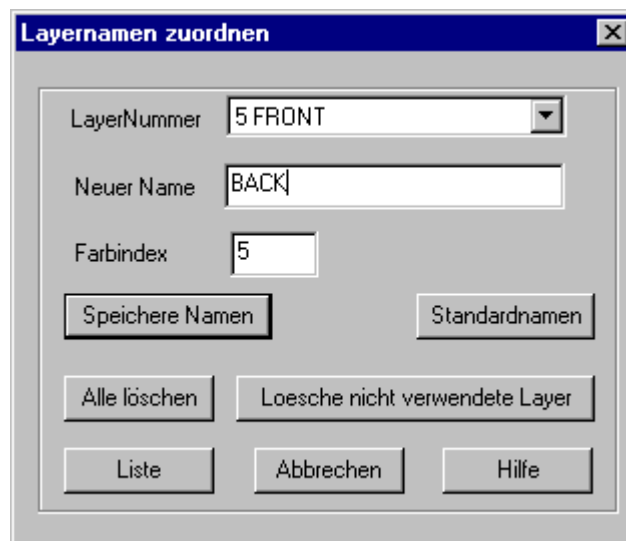 Layernamen zuordnen
LayerNummer 5 FRONT
Neuer Name BACK
Farbindex 5
Speichere Namen Standardnamen
Alle löschen Loesche nicht verwendete Layer
Liste Abbrechen Hilfe